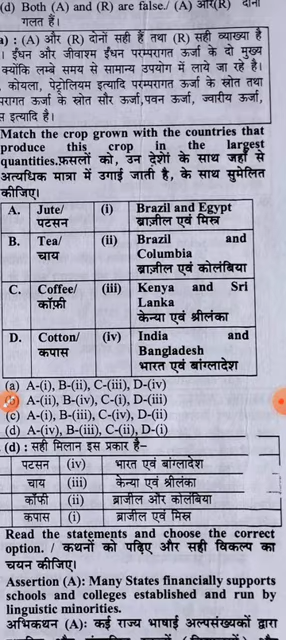 (d) Both (A) and (R) are false./ (A) और(R) दोनों
गलत हैं।
a) : (A) और (R) दोनों सही हैं तथा (R) सही व्याख्या है
। ईंधन और जीवाश्म ईंधन परम्परागत ऊर्जा के दो मुख्य
क्योंकि लम्बे समय से सामान्य उपयोग में लाये जा रहे है।
, कोयला, पेट्रोलियम इत्यादि परम्परागत ऊर्जा के स्रोत तथा
परागत ऊर्जा के स्रोत सौर ऊर्जा,पवन ऊर्जा, ज्वारीय ऊर्जा,
स इत्यादि है।
Match the crop grown with the countries that
produce this crop in the largest
quantities.फ़सलों को, उन देशों के साथ जहाँ से
अत्यधिक मात्रा में उगाई जाती है, के साथ सुमेलित
कीजिए।
A. Jute/ (i) Brazil and Egypt
पटसन ब्राज़ील एवं मिस्र
B. Tea/ (ii) Brazil and
चाय Columbia
ब्राज़ील एवं कोलंबिया
C. Coffee/ (iii) Kenya and Sri
कॉफ़ी Lanka
केन्या एवं श्रीलंका
D. Cotton/ (iv) India and
कपास Bangladesh
भारत एवं बांग्लादेश
(a) A-(i), B-(ii), C-(iii), D-(iv)
A-(ii), B-(iv), C-(i), D-(iii)
(c) A-(i), B-(iii), C-(iv), D-(ii)
(d) A-(iv), B-(iii), C-(ii), D-(i)
(d) : सही मिलान इस प्रकार है–
पटसन (iv) भारत एवं बांग्लादेश
चाय (iii) केन्या एवं श्रीलंका
कॉफी (ii) ब्राजील और कोलंबिया
कपास (i) ब्राजील एवं मिस्र
Read the statements and choose the correct
option. / कथनों को पढ़िए और सही विकल्प का
चयन कीजिए।
Assertion (A): Many States financially supports
schools and colleges established and run by
linguistic minorities.
अभिकथन (A): कई राज्य भाषाई अल्पसंख्यकों द्वारा